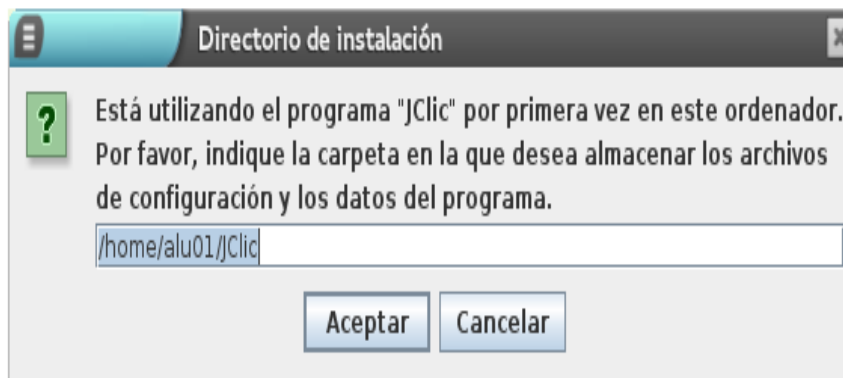 Directorio de instalación
Está utilizando el programa "JClic" por primera vez en este ordenador.
Por favor, indique la carpeta en la que desea almacenar los archivos
de configuración y los datos del programa.
/home/alu01/JClic
Aceptar Cancelar